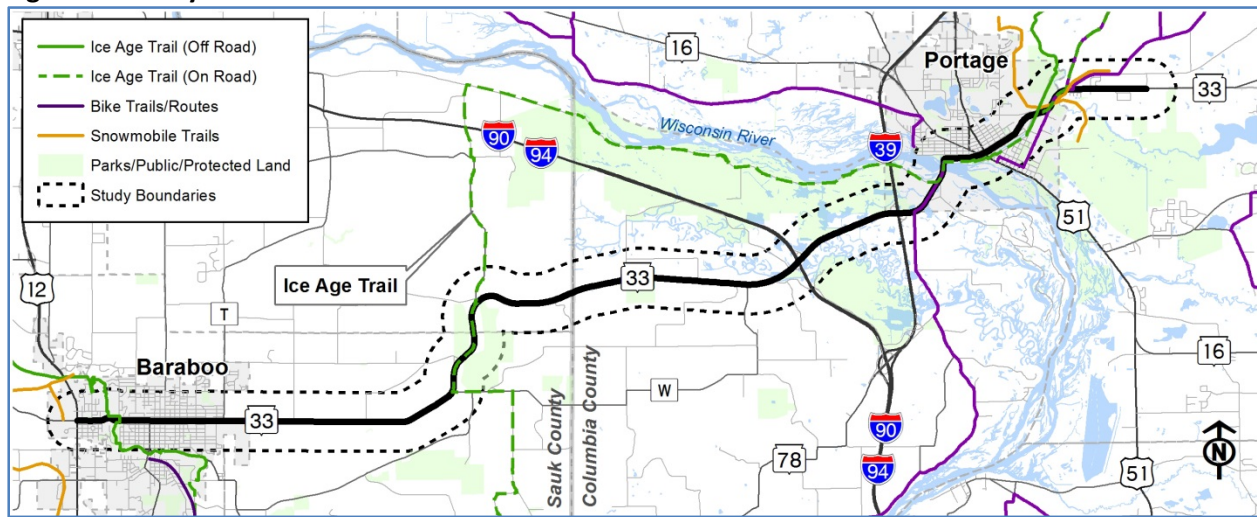 Ice Age Trail (Off Road)
Ice Age Trail (On Road)
Bike Trails/Routes
Snowmobile Trails
Parks/Public/Protected Land
Study Boundaries
16
Portage
33
90
94
Wisconsin River
39
51
Ice Age Trail
33
12
T
Baraboo
16
W
33
Sauk County
Columbia County
90
94
78
51
N